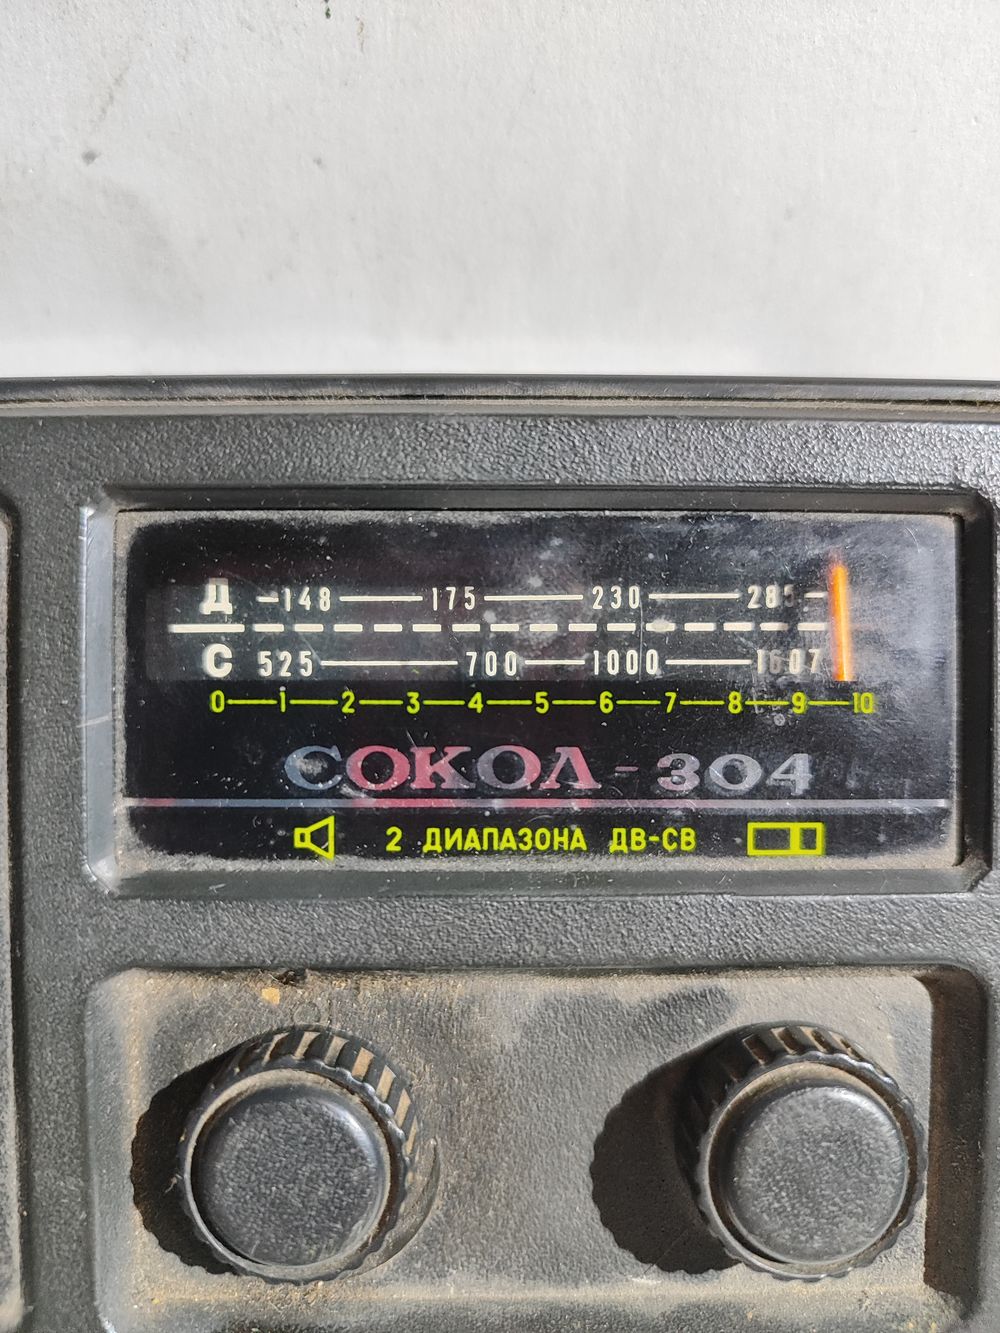 Д 148 175 230 285
С 525 700 1000 1607
0 1 2 3 4 5 6 7 8 9 10
СОКОЛ-304
2 ДИАПАЗОНА ДВ-СВ